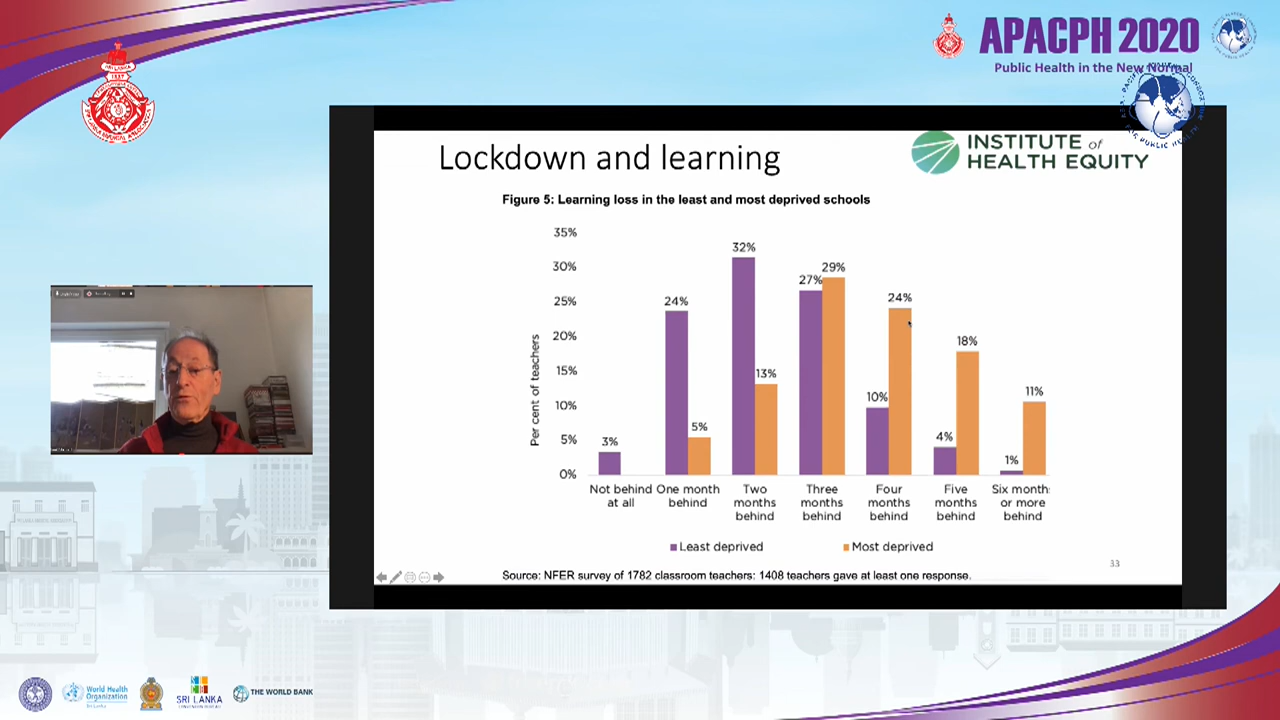 APACPH 2020
Public Health in the New Normal
SRI LANKA
1887
Lockdown and learning
INSTITUTE of
HEALTH EQUITY
Figure 5: Learning loss in the least and most deprived schools
Per cent of teachers
35%
30%
25%
20%
15%
10%
5%
0%
3%
24%
5%
32%
13%
27%
29%
10%
24%
4%
18%
1%
11%
Not behind
at all
One month
behind
Two
months
behind
Three
months
behind
Four
months
behind
Five
months
behind
Six month
or more
behind
Least deprived
Most deprived
33
Source: NFER survey of 1782 classroom teachers: 1408 teachers gave at least one response.
World Health
Organization
Sri Lanka
SRI LANKA
THE WORLD BANK